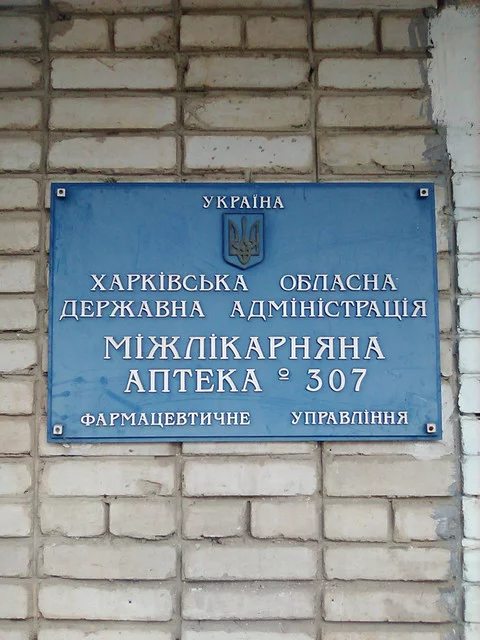 УКРАЇНА
ХАРКІВСЬКА ОБЛАСНА
ДЕРЖАВНА АДМІНІСТРАЦІЯ
МІЖЛІКАРНЯНА
АПТЕКА º 307
ФАРМАЦЕВТИЧНЕ УПРАВЛІННЯ